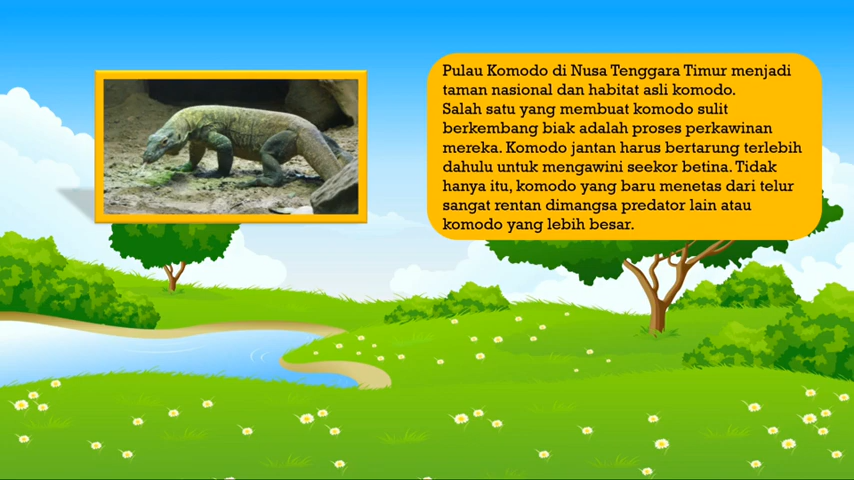 Pulau Komodo di Nusa Tenggara Timur menjadi
taman nasional dan habitat asli komodo.
Salah satu yang membuat komodo sulit
berkembang biak adalah proses perkawinan
mereka. Komodo jantan harus bertarung terlebih
dahulu untuk mengawini seekor betina. Tidak
hanya itu, komodo yang baru menetas dari telur
sangat rentan dimangsa predator lain atau
komodo yang lebih besar.